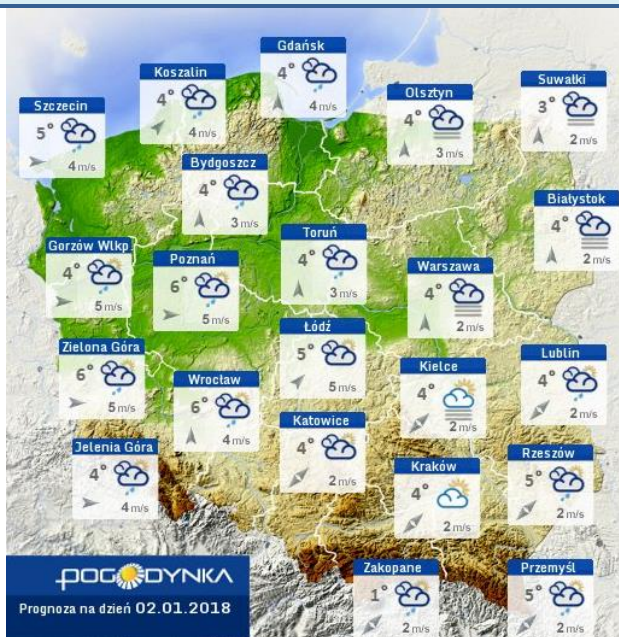 Gdańsk
4°
4 m/s
Koszalin
4°
4 m/s
Suwałki
3°
2 m/s
Olsztyn
4°
3 m/s
Szczecin
5°
4 m/s
Bydgoszcz
4°
3 m/s
Białystok
4°
2 m/s
Toruń
4°
3 m/s
Gorzów Wlkp
4°
5 m/s
Poznań
6°
5 m/s
Warszawa
4°
2 m/s
Łódź
5°
5 m/s
Zielona Góra
6°
5 m/s
Lublin
4°
2 m/s
Kielce
4°
2 m/s
Wrocław
6°
4 m/s
Katowice
4°
2 m/s
Jelenia Góra
4°
4 m/s
Rzeszów
5°
2 m/s
Kraków
4°
2 m/s
Zakopane
1°
2 m/s
Przemyśl
5°
2 m/s
POGODYNKA
Prognoza na dzień 02.01.2018